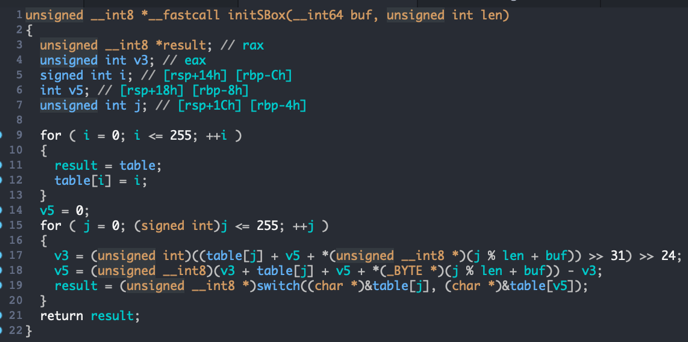 1 unsigned __int8 *__fastcall initSBox(__int64 buf, unsigned int len)
2 {
3   unsigned __int8 *result; // rax
4   unsigned int v3; // eax
5   signed int i; // [rsp+14h] [rbp-Ch]
6   int v5; // [rsp+18h] [rbp-8h]
7   unsigned int j; // [rsp+1Ch] [rbp-4h]
8
9   for ( i = 0; i <= 255; ++i )
10   {
11     result = table;
12     table[i] = i;
13   }
14   v5 = 0;
15   for ( j = 0; (signed int)j <= 255; ++j )
16   {
17     v3 = (unsigned int)((table[j] + v5 + *(unsigned __int8 *)(j % len + buf)) >> 31) >> 24;
18     v5 = (unsigned __int8)(v3 + table[j] + v5 + *(_BYTE *)(j % len + buf)) - v3;
19     result = (unsigned __int8 *)switch((char *)&table[j], (char *)&table[v5]);
20   }
21   return result;
22 }